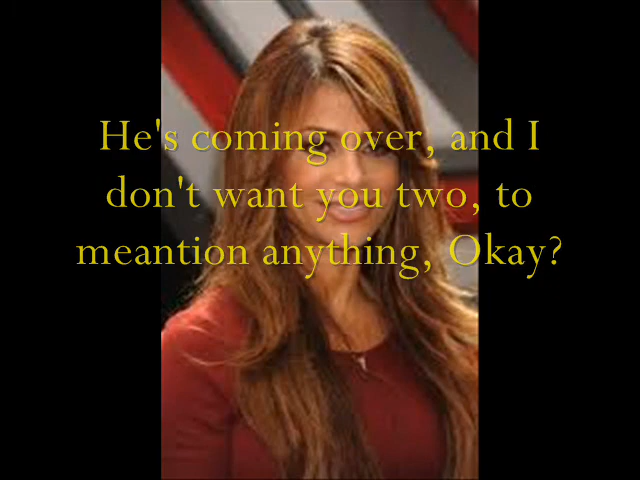 He's coming over, and I
don't want you two, to
meantion anything, Okay?